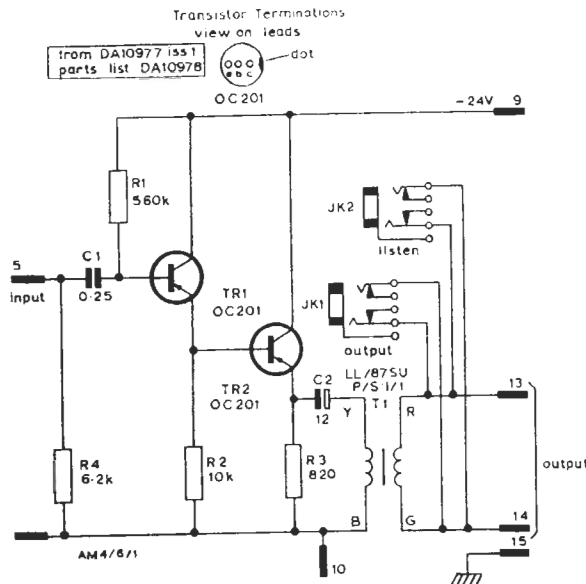 Transistor Terminations
view on leads
from DA10977 iss 1
parts list DA10978
dot
e b c
OC201
-24V 9
R1
560k
JK2
listen
5
input
C1
0·25
TR1
OC201
JK1
output
TR2
OC201
LL/87SU
P/S·1/1
C2
12
Y
T1
R
13
output
R4
6·2k
R2
10k
R3
820
B
G
14
15
AM4/6/1
10